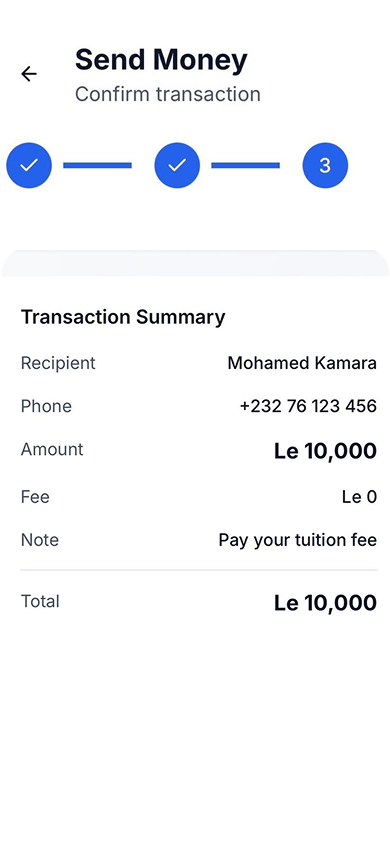 Send Money
Confirm transaction
3
Transaction Summary
Recipient Mohamed Kamara
Phone +232 76 123 456
Amount Le 10,000
Fee Le 0
Note Pay your tuition fee
Total Le 10,000